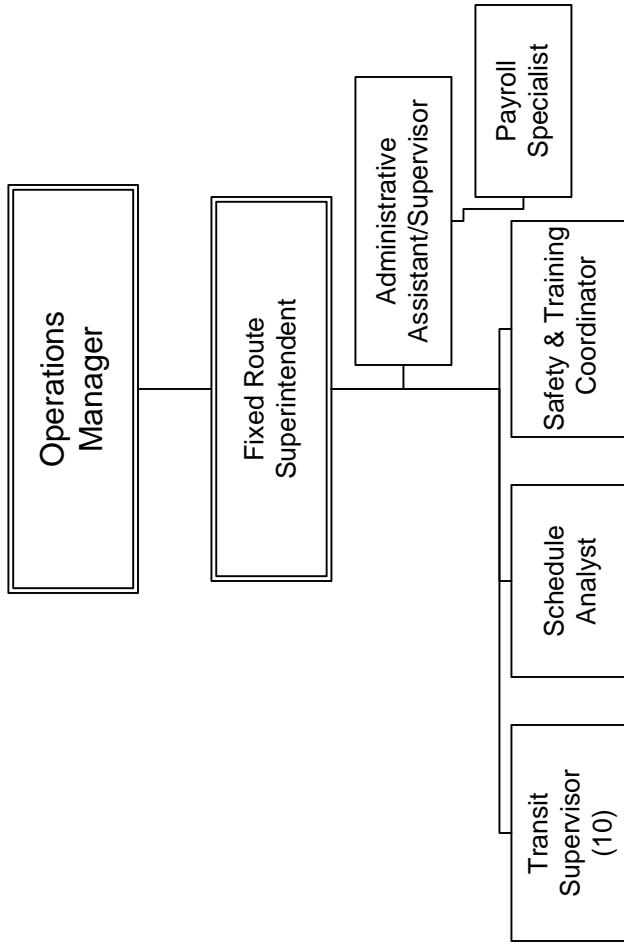 Operations
Manager
Fixed Route
Superintendent
Administrative
Assistant/Supervisor
Payroll
Specialist
Transit
Supervisor
(10)
Schedule
Analyst
Safety & Training
Coordinator